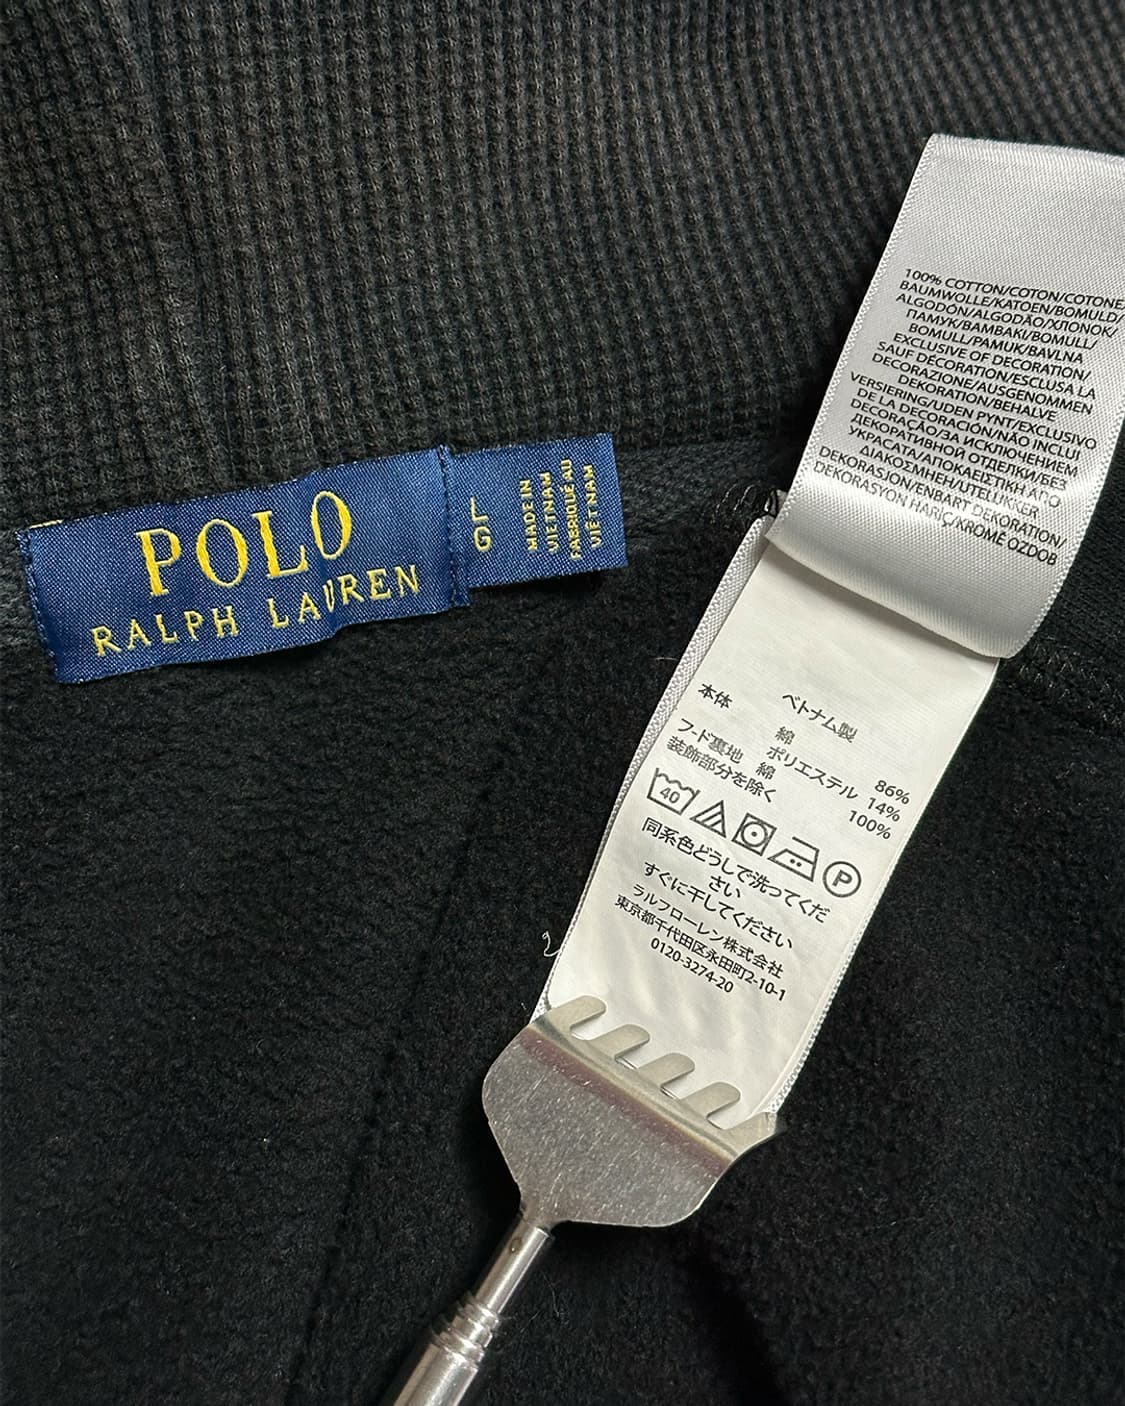 POLO
RALPH LAUREN
L
G
MADE IN
VIETNAM
FABRIQUÉ AU
VIÊTNAM
100% COTTON/COTON/COTONE/
BAUMWOLLE/KATOEN/BOMULD/
ALGODÓN/ALGODÃO/ХЛОПОК/
ПАМУК/ΒΑΜΒΑΚΙ/BOMULL/
BOMULL/PAMUK/BAVLNA
EXCLUSIVE OF DECORATION/
SAUF DÉCORATION/ESCLUSA LA
DECORAZIONE/AUSGENOMMEN
DEKORATION/BEHALVE
VERSIERING/UDEN PYNT/EXCLUSIVO
DE LA DECORACIÓN/NÃO INCLUI
DECORAÇÃO/ЗА ИСКЛЮЧЕНИЕМ
ДЕКОРАТИВНОЙ ОТДЕЛКИ/БЕЗ
УКРАСА/ΑΠΟΚΛΕΙΣΤΙΚΗ ΑΠΟ
ΔΙΑΚΟΣΜΗΕΗ/UTELUKKER
DEKORASJON/ENBART DEKORATION/
DEKORASYON HARİÇ/KROMĚ OZDOB
ベトナム製
本体 綿 86%
ポリエステル 14%
フード裏地 綿 100%
装飾部分を除く
40 P
同系色どうしで洗ってくだ
さい
すぐに干してください
ラルフローレン株式会社
東京都千代田区永田町2-10-1
0120-3274-20